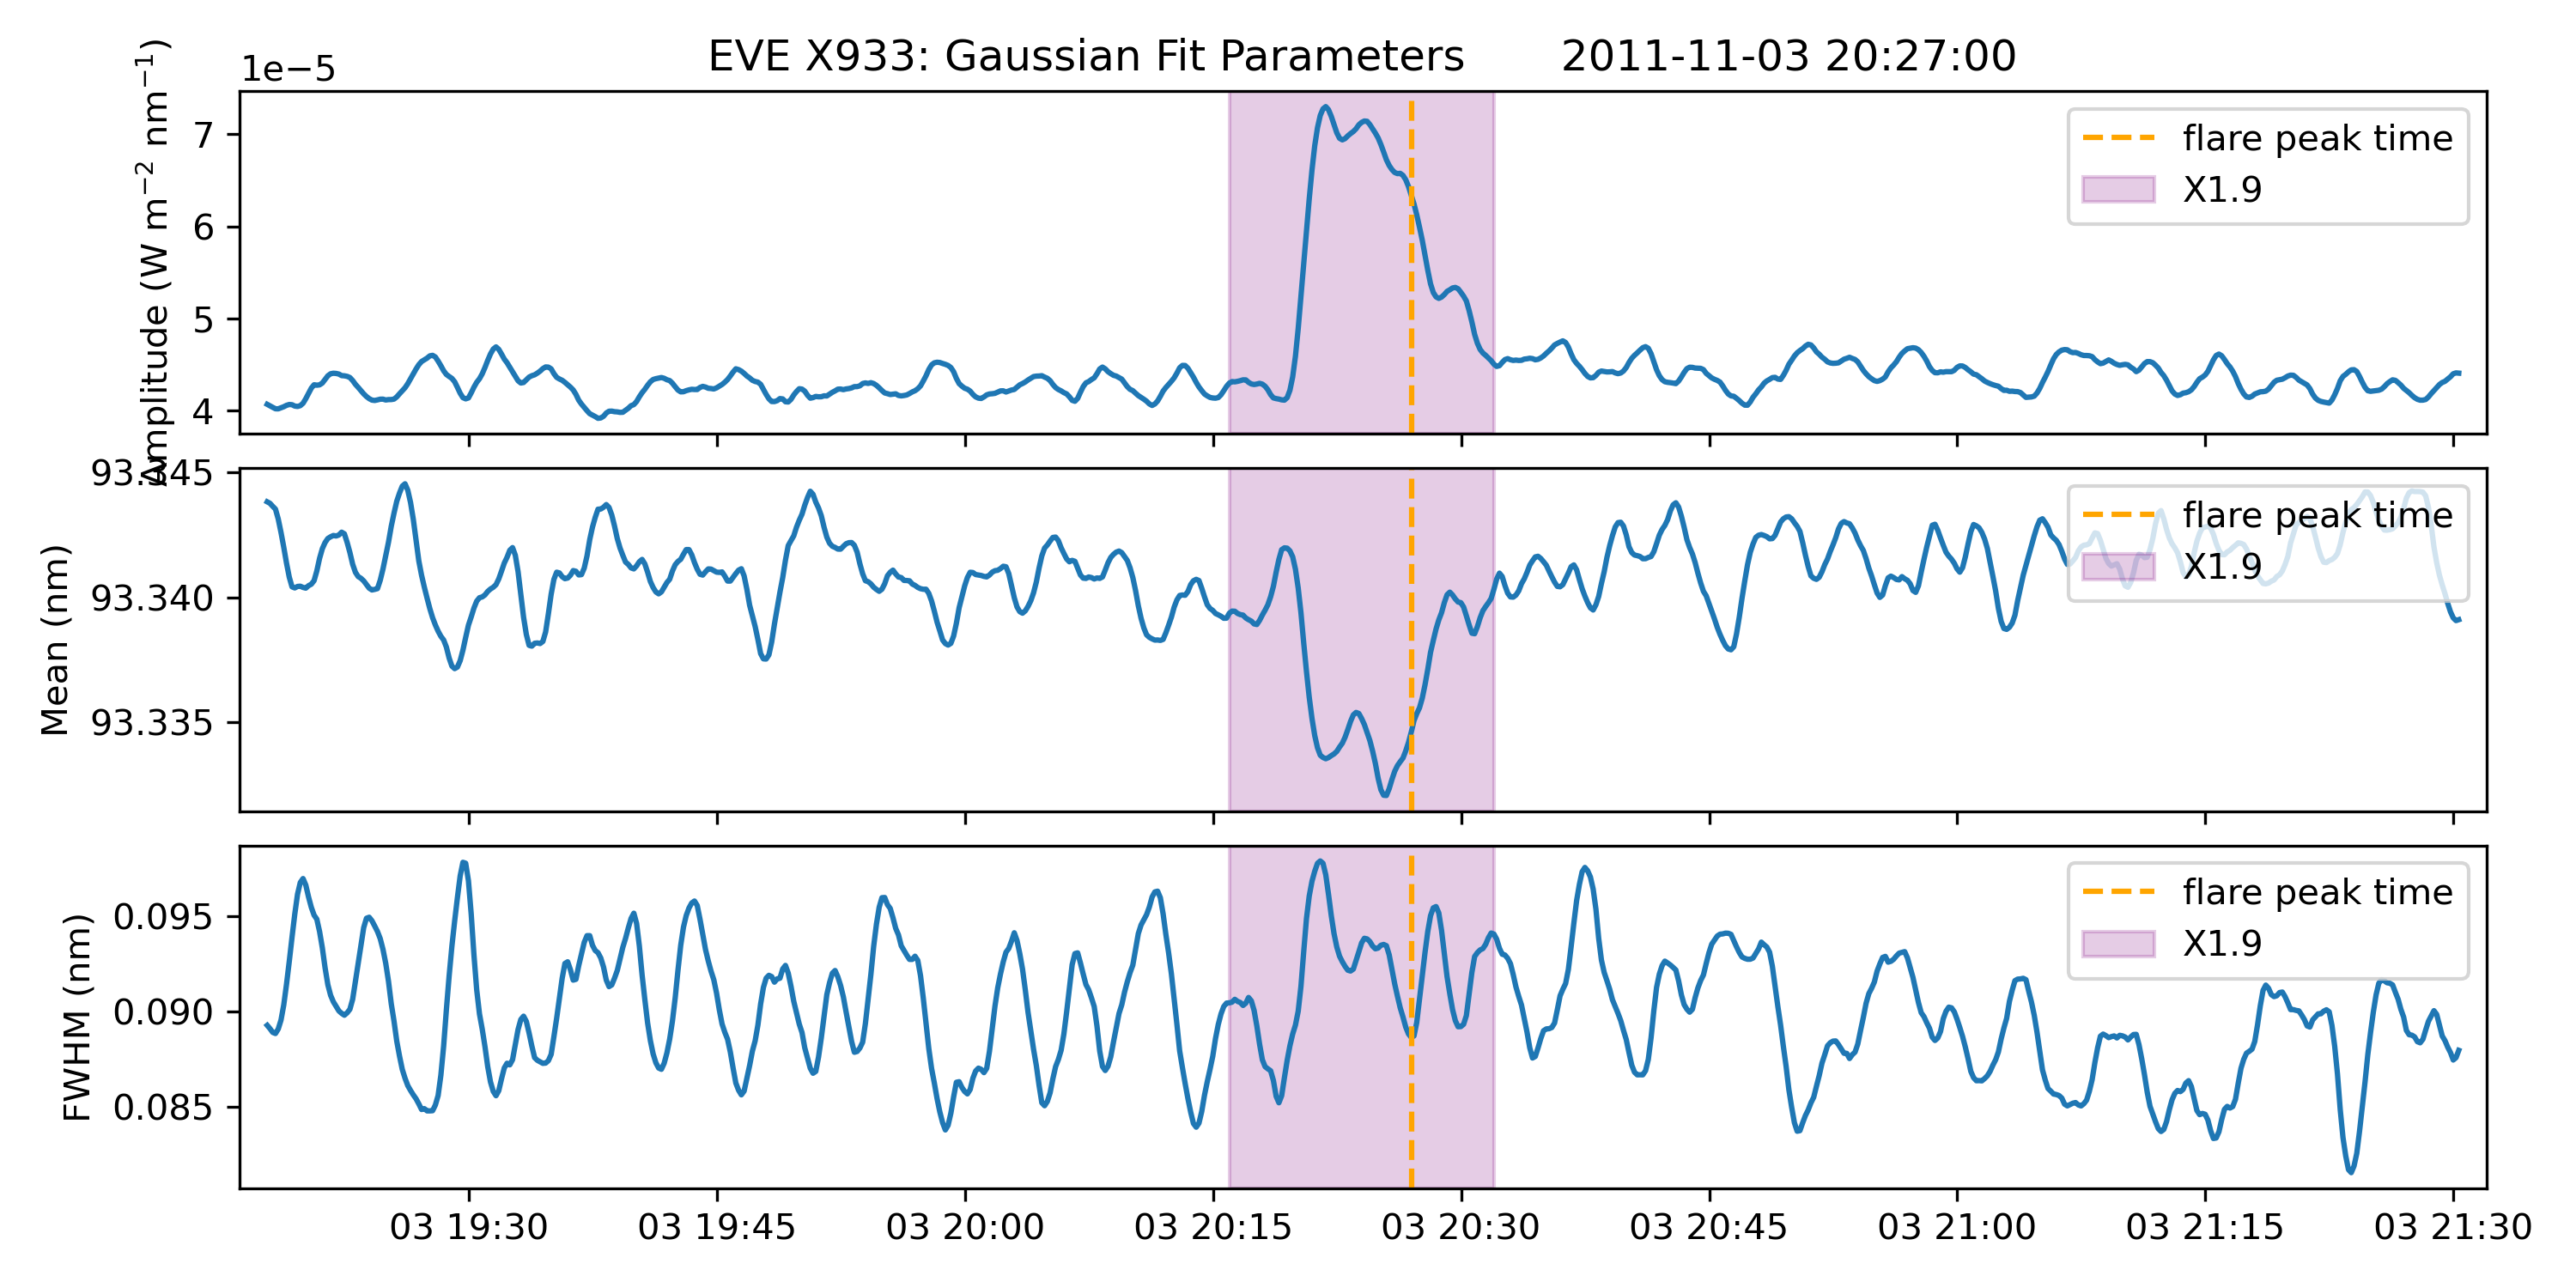 EVE X933: Gaussian Fit Parameters 2011-11-03 20:27:00
1e−5
Amplitude (W m⁻² nm⁻¹)
7
6
5
4
flare peak time
X1.9
Mean (nm)
93.345
93.340
93.335
flare peak time
X1.9
FWHM (nm)
0.095
0.090
0.085
flare peak time
X1.9
03 19:30 03 19:45 03 20:00 03 20:15 03 20:30 03 20:45 03 21:00 03 21:15 03 21:30